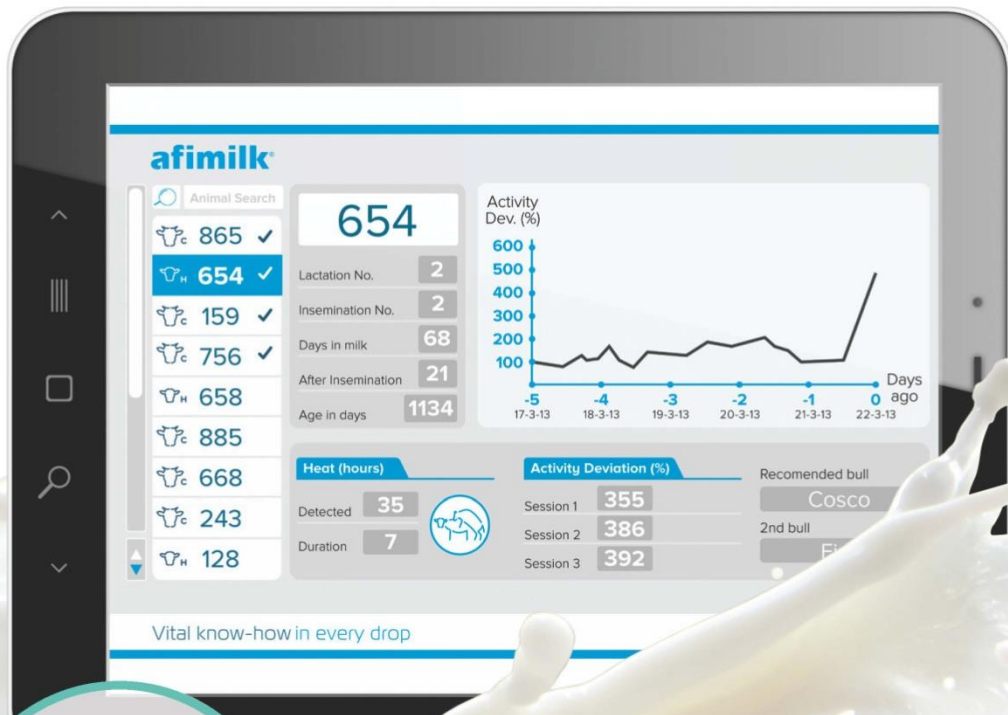 afimilk
Animal Search
C 865
H 654
C 159
C 756
H 658
C 885
C 668
C 243
H 128
654
Lactation No. 2
Insemination No. 2
Days in milk 68
After Insemination 21
Age in days 1134
Activity
Dev. (%)
600
500
400
300
200
100
-5 -4 -3 -2 -1 0
17-3-13 18-3-13 19-3-13 20-3-13 21-3-13 22-3-13
Days
ago
Heat (hours)
Detected 35
Duration 7
Activity Deviation (%)
Session 1 355
Session 2 386
Session 3 392
Recomended bull
Cosco
2nd bull
Vital know-how in every drop